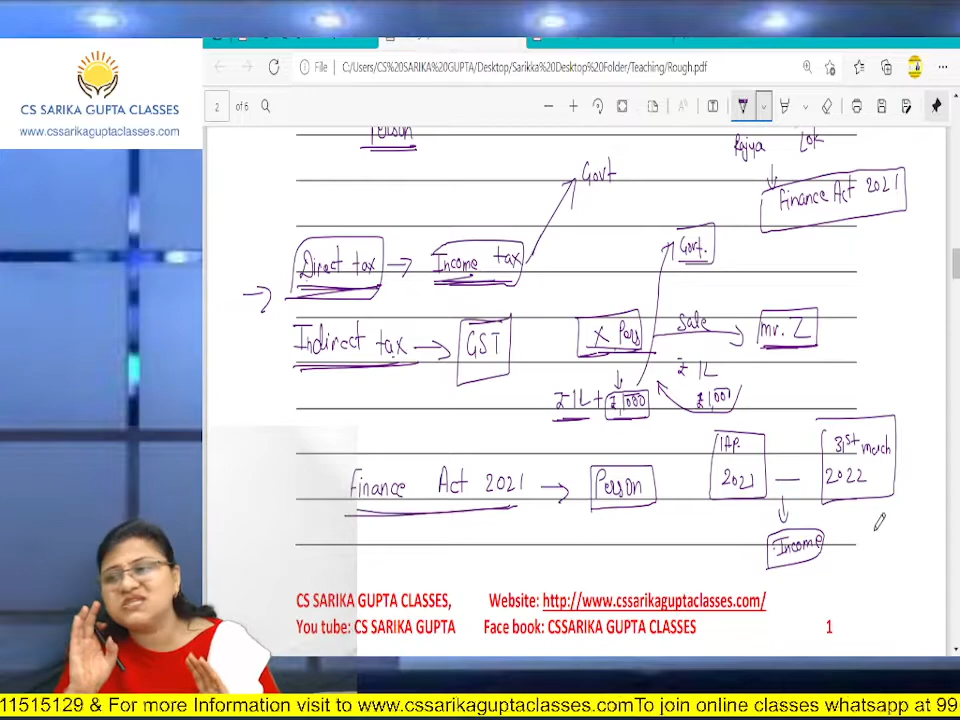 CS SARIKA GUPTA CLASSES
www.cssarikaguptaclasses.com
File C:/Users/CS%20SARIKA%20GUPTA/Desktop/Sarikka%20Desktop%20Folder/Teaching/Rough.pdf
2 of 6
Person
Rajya Lok
Finance Act 2021
Govt
Direct tax → Income tax
Govt.
Indirect tax → GST
X Pers Sale Mr. Z
₹ 1L
₹ 1L + ₹1,000
Finance Act 2021 → Person
2021 — 31st March 2022
Income
CS SARIKA GUPTA CLASSES, Website: http://www.cssarikaguptaclasses.com/
You tube: CS SARIKA GUPTA Face book: CSSARIKA GUPTA CLASSES 1
11515129 & For more Information visit to www.cssarikaguptaclasses.comTo join online classes whatsapp at 99